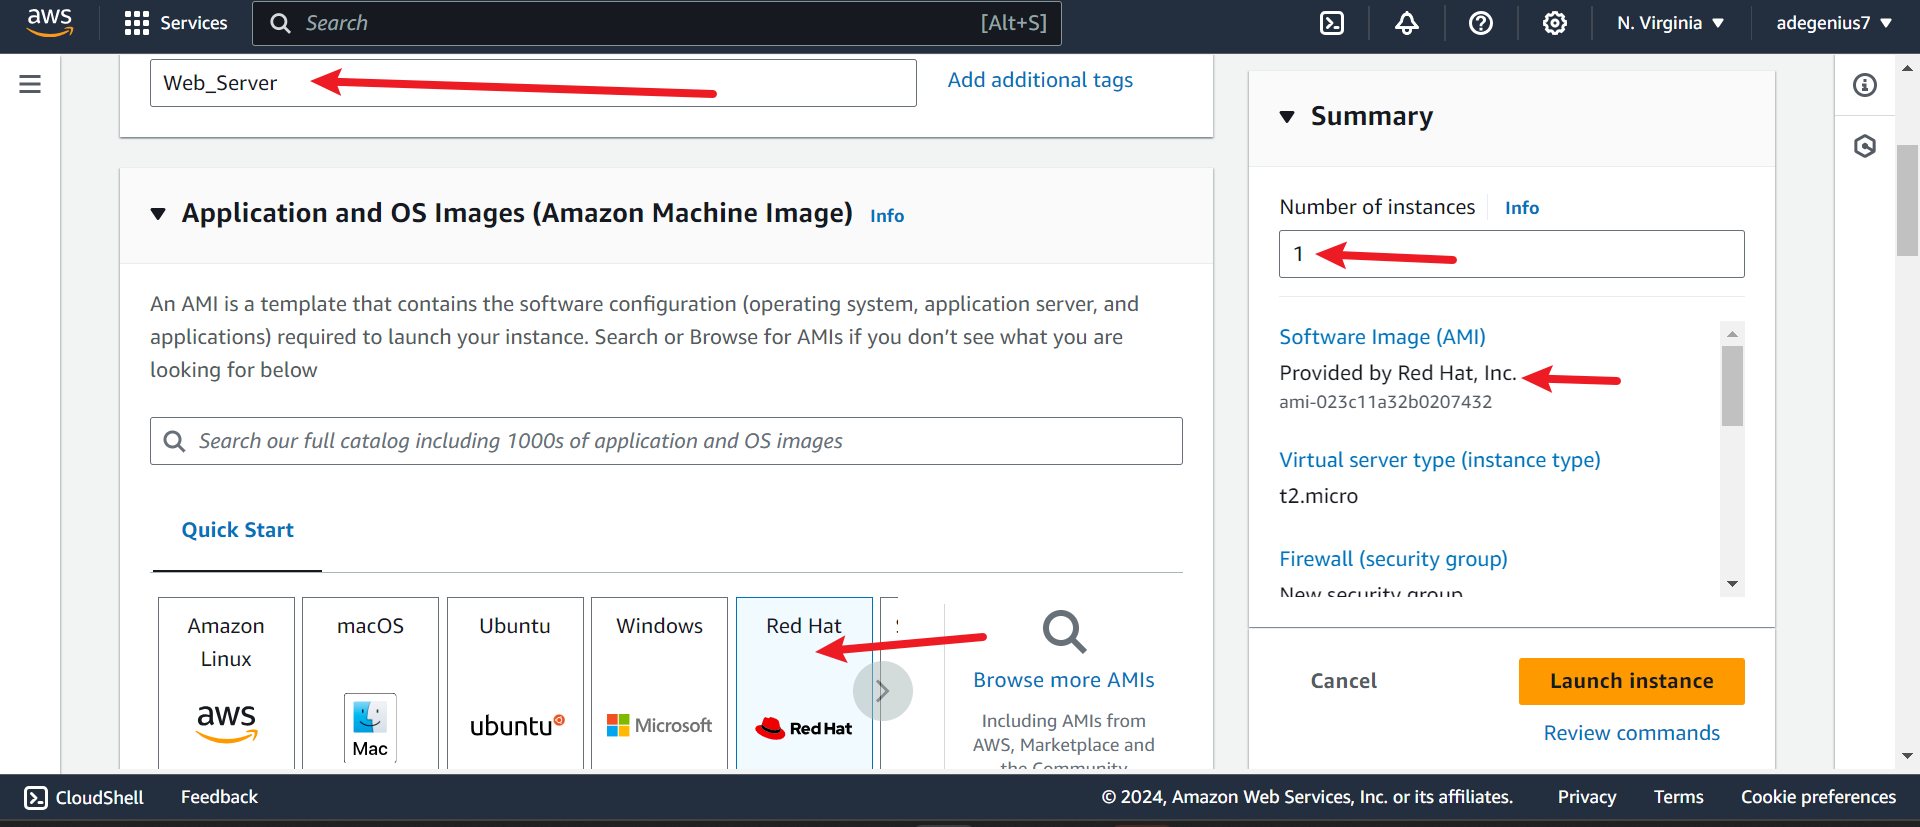 aws
Services
Search
[Alt+S]
N. Virginia
adegenius7
Web_Server
Add additional tags
Application and OS Images (Amazon Machine Image) Info
An AMI is a template that contains the software configuration (operating system, application server, and
applications) required to launch your instance. Search or Browse for AMIs if you don’t see what you are
looking for below
Search our full catalog including 1000s of application and OS images
Quick Start
Amazon
Linux
aws
macOS
Mac
Ubuntu
ubuntu
Windows
Microsoft
Red Hat
Red Hat
Browse more AMIs
Including AMIs from
AWS, Marketplace and
the Community
Summary
Number of instances Info
1
Software Image (AMI)
Provided by Red Hat, Inc.
ami-023c11a32b0207432
Virtual server type (instance type)
t2.micro
Firewall (security group)
New security group
Cancel
Launch instance
Review commands
CloudShell
Feedback
© 2024, Amazon Web Services, Inc. or its affiliates.
Privacy
Terms
Cookie preferences